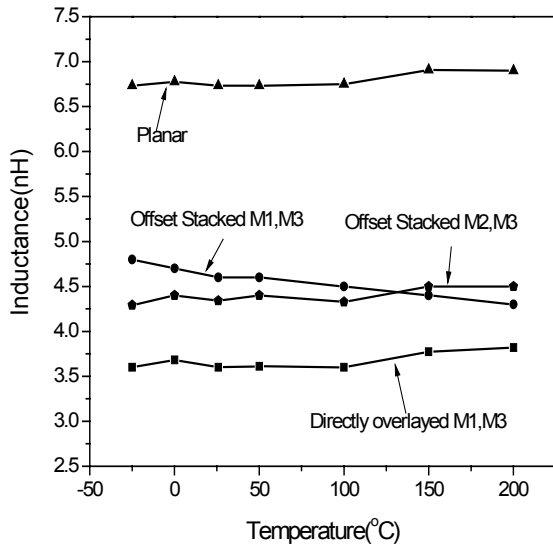 7.5
7.0
6.5
6.0
5.5
5.0
4.5
4.0
3.5
3.0
2.5
Inductance(nH)
Planar
Offset Stacked M1,M3
Offset Stacked M2,M3
Directly overlayed M1,M3
-50
0
50
100
150
200
Temperature(°C)